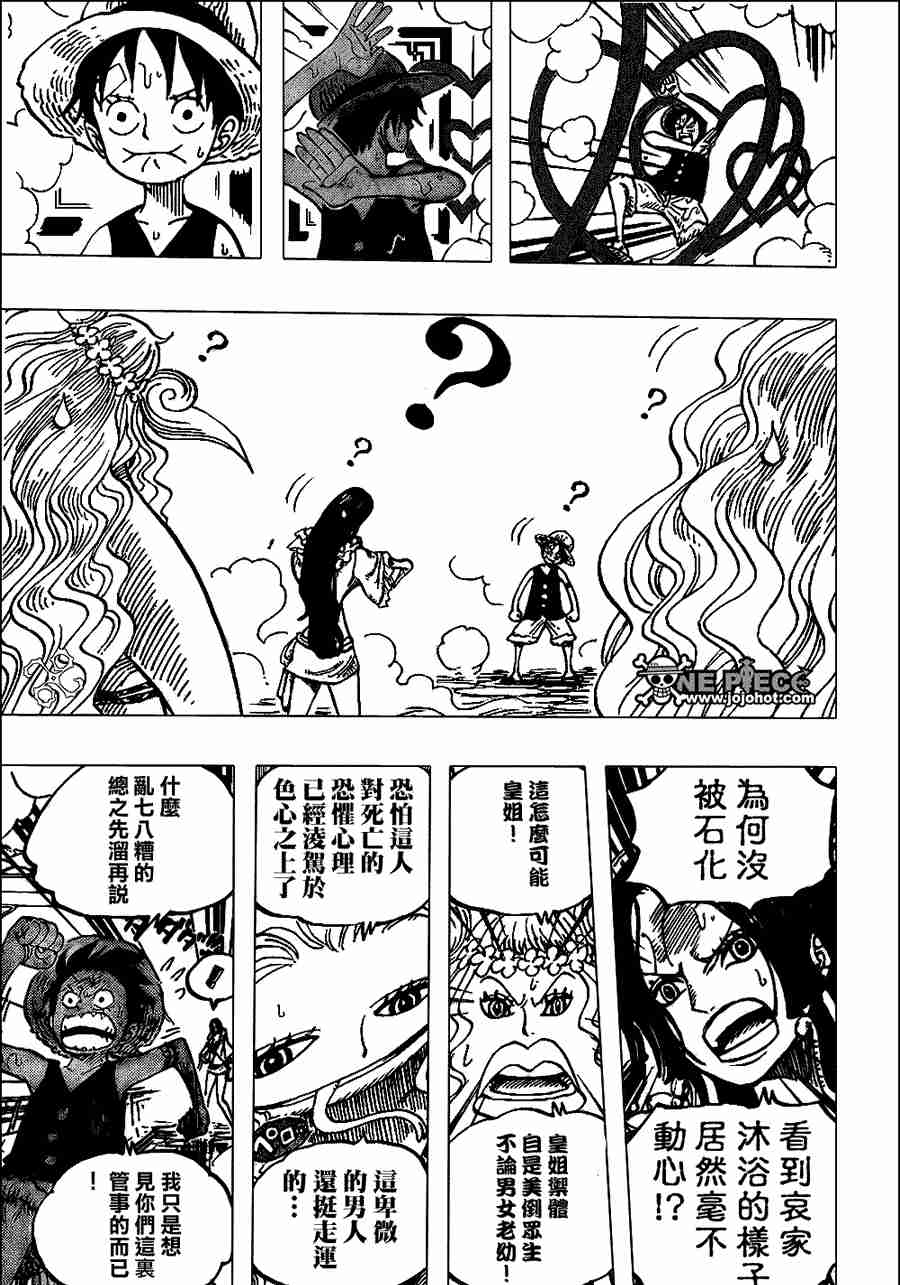 ?
?
?
?
?
ONE PIECE
www.jojohot.com
為何沒
被石化
看到哀家
沐浴的樣子
居然毫不
動心!?
這怎麼可能
皇姐!
皇姐禦體
自是美倒眾生
不論男女老幼!
恐怕這人
對死亡的
恐懼心理
已經淩駕於
色心之上了
這卑微
的男人
還挺走運
的…
什麼
亂七八糟的
總之先溜再説
!
我只是想
見你們這裏
管事的而已
!